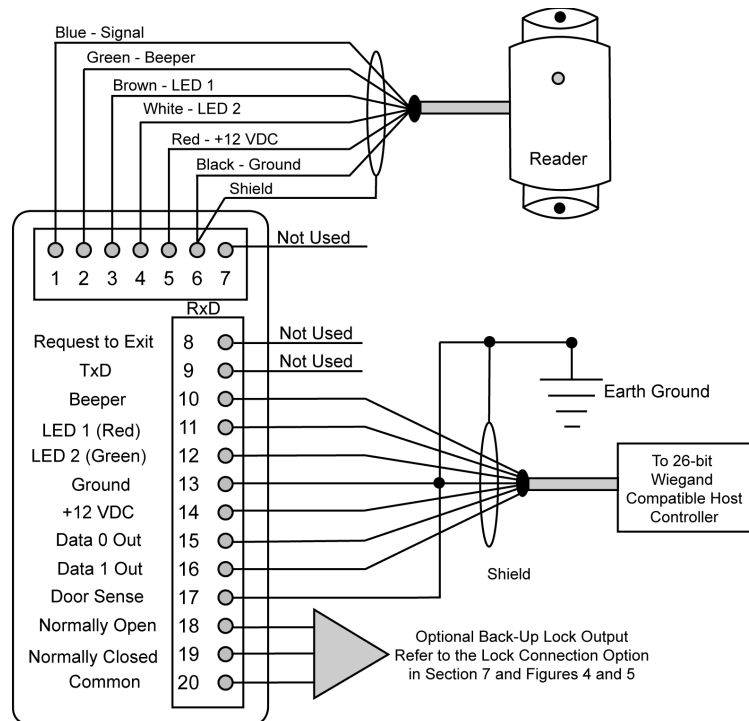 Blue - Signal
Green - Beeper
Brown - LED 1
White - LED 2
Red - +12 VDC
Black - Ground
Shield
Reader
Not Used
1 2 3 4 5 6 7
RxD
Request to Exit 8 Not Used
TxD 9 Not Used
Beeper 10
LED 1 (Red) 11
LED 2 (Green) 12
Ground 13
+12 VDC 14
Data 0 Out 15
Data 1 Out 16
Door Sense 17
Normally Open 18
Normally Closed 19
Common 20
Earth Ground
To 26-bit
Wiegand
Compatible Host
Controller
Shield
Optional Back-Up Lock Output
Refer to the Lock Connection Option
in Section 7 and Figures 4 and 5